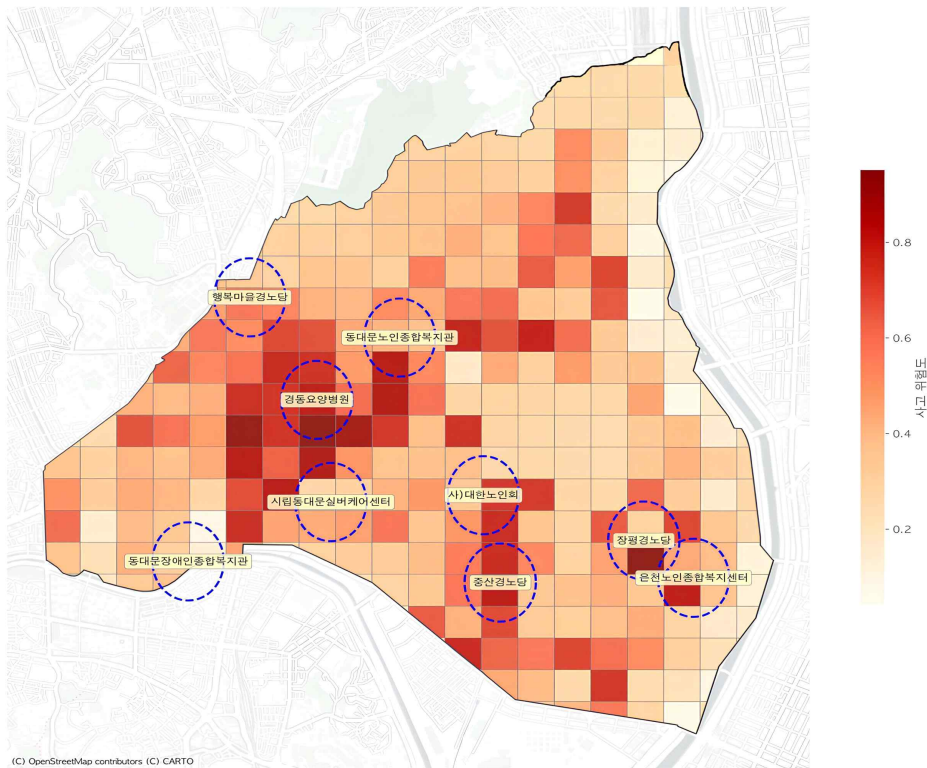 행복마을경노당
동대문노인종합복지관
경동요양병원
사)대한노인회
시립동대문실버케어센터
장평경노당
동대문장애인종합복지관
은천노인종합복지센터
중산경노당
0.8
0.6
0.4
0.2
사고 위험도
(C) OpenStreetMap contributors (C) CARTO